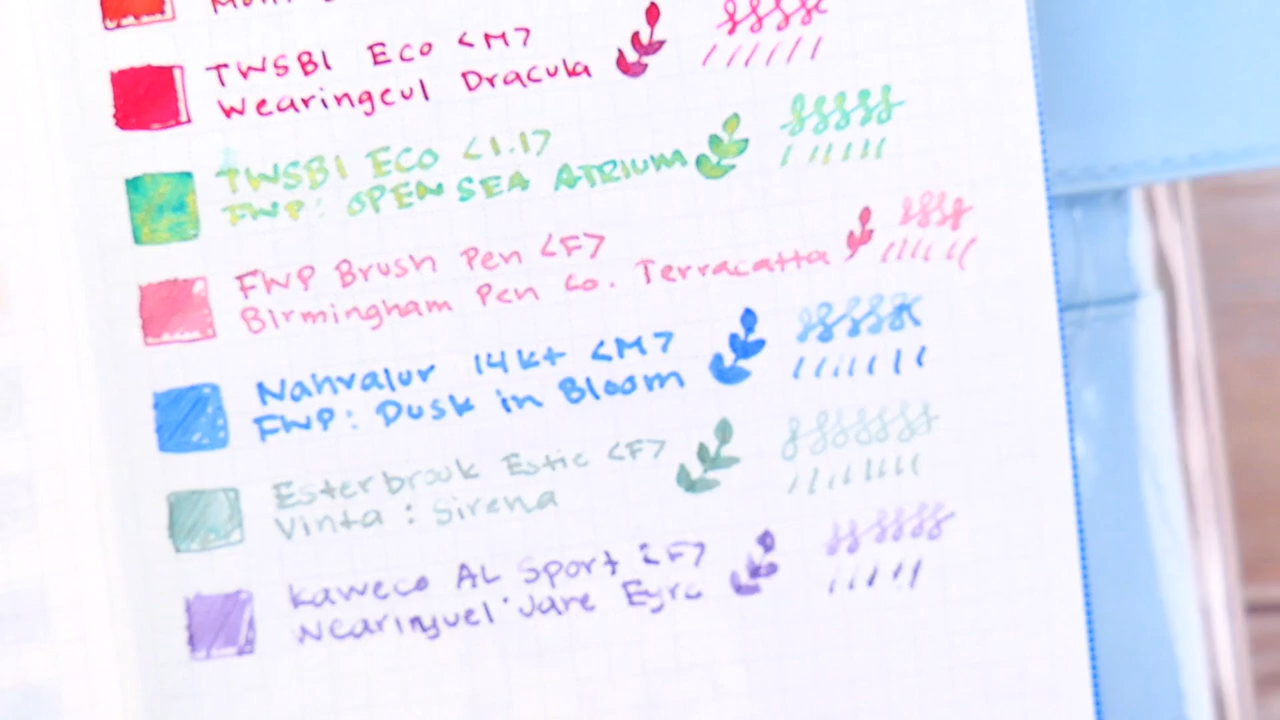 TWSBI Eco <M>
Wearingeul Dracula
TWSBI ECO <1.1>
FWP: OPEN SEA ATRIUM
FWP Brush Pen <F>
Birmingham Pen Co. Terracatta
Nahvalur 14k+ <M>
FWP: Dusk in Bloom
Esterbrook Estie <F>
Vinta: Sirena
Kaweco AL Sport <F>
Wearingeul Jane Eyre